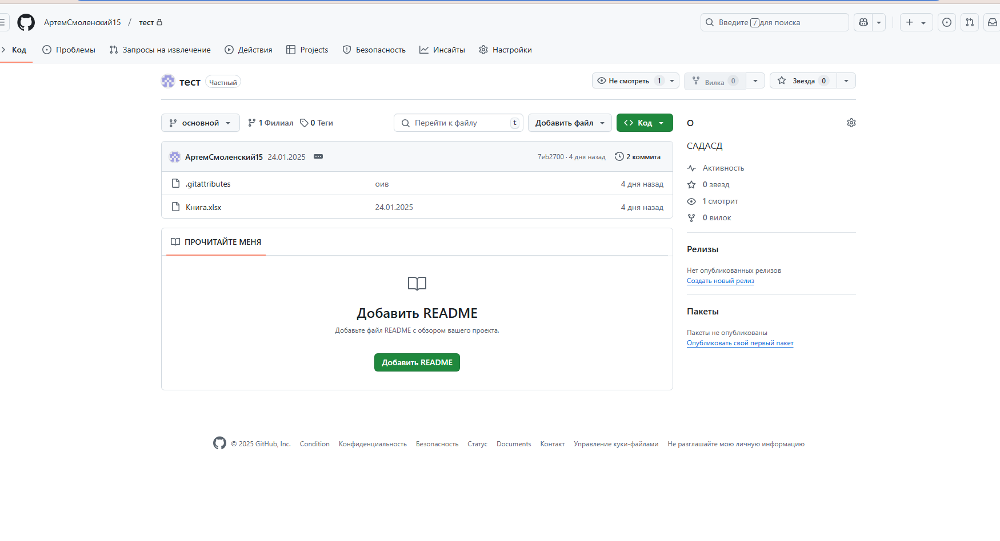 АртемСмоленский15 / тест
Введите / для поиска
Код Проблемы Запросы на извлечение Действия Projects Безопасность Инсайты Настройки
тест Частный
Не смотреть 1 Вилка 0 Звезда 0
основной 1 Филиал 0 Теги Перейти к файлу t Добавить файл Код
АртемСмоленский15 24.01.2025 7eb2700 · 4 дня назад 2 коммита
.gitattributes оив 4 дня назад
Книга.xlsx 24.01.2025 4 дня назад
ПРОЧИТАЙТЕ МЕНЯ
Добавить README
Добавьте файл README с обзором вашего проекта.
Добавить README
О
САДАСД
Активность
0 звезд
1 смотрит
0 вилок
Релизы
Нет опубликованных релизов
Создать новый релиз
Пакеты
Пакеты не опубликованы
Опубликовать свой первый пакет
© 2025 GitHub, Inc. Condition Конфиденциальность Безопасность Статус Documents Контакт Управление куки-файлами Не разглашайте мою личную информацию